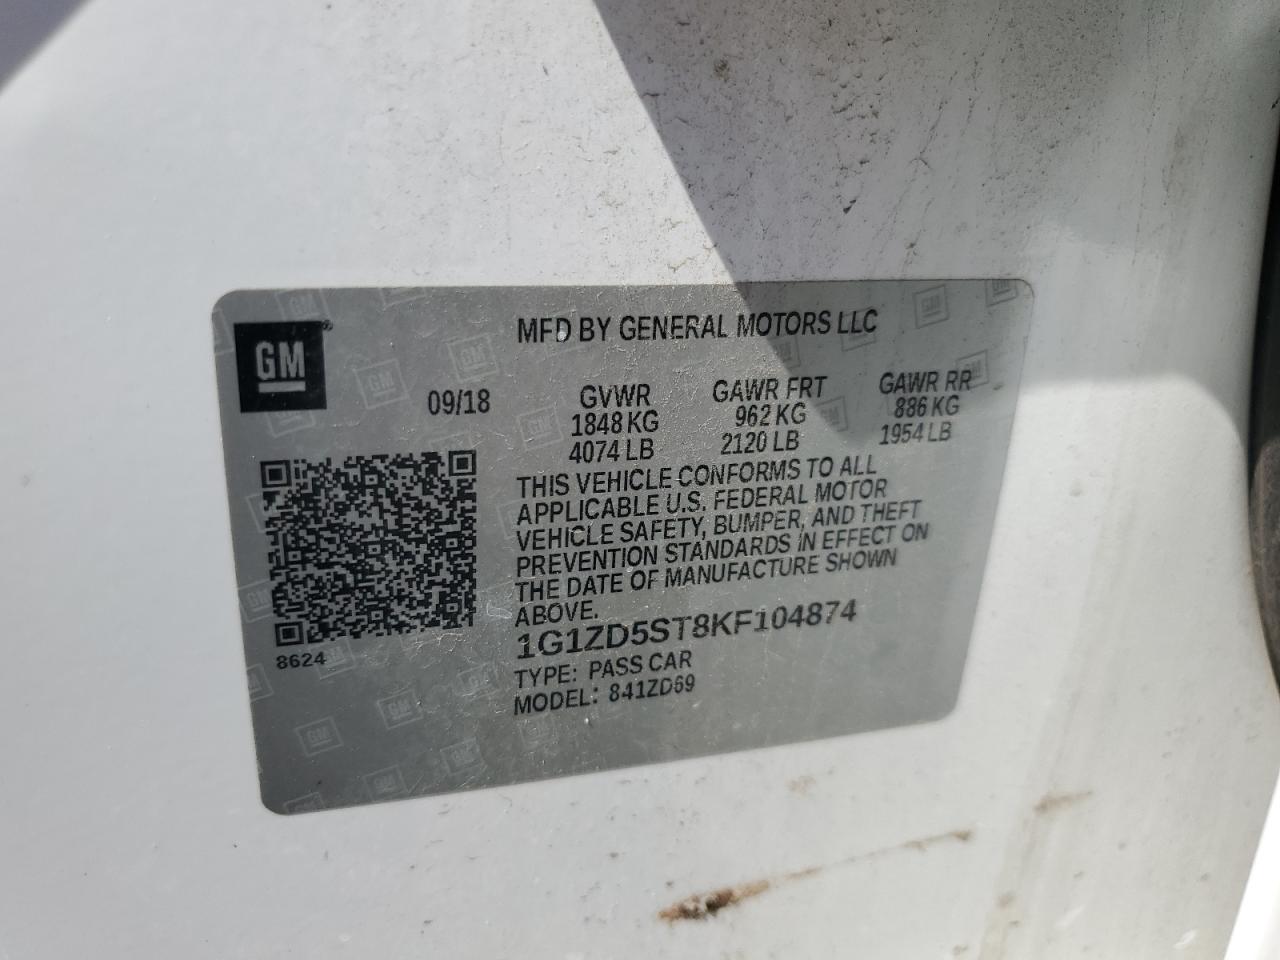 GM
MFD BY GENERAL MOTORS LLC
09/18 GVWR GAWR FRT GAWR RR
1848 KG 962 KG 886 KG
4074 LB 2120 LB 1954 LB
THIS VEHICLE CONFORMS TO ALL
APPLICABLE U.S. FEDERAL MOTOR
VEHICLE SAFETY, BUMPER, AND THEFT
PREVENTION STANDARDS IN EFFECT ON
THE DATE OF MANUFACTURE SHOWN
ABOVE.
1G1ZD5ST8KF104874
8624
TYPE: PASS CAR
MODEL: 841ZD69